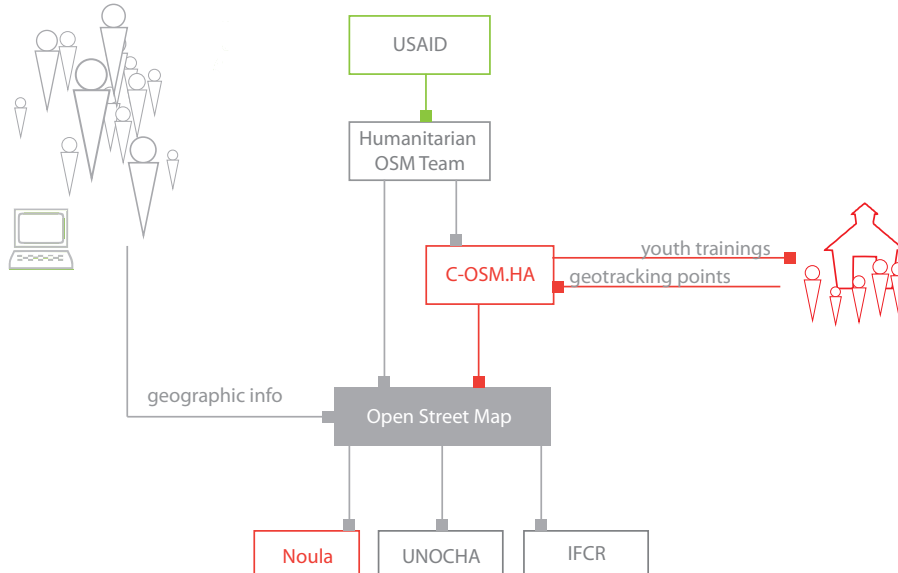 USAID
Humanitarian
OSM Team
youth trainings
C-OSM.HA
geotracking points
geographic info
Open Street Map
Noula
UNOCHA
IFCR